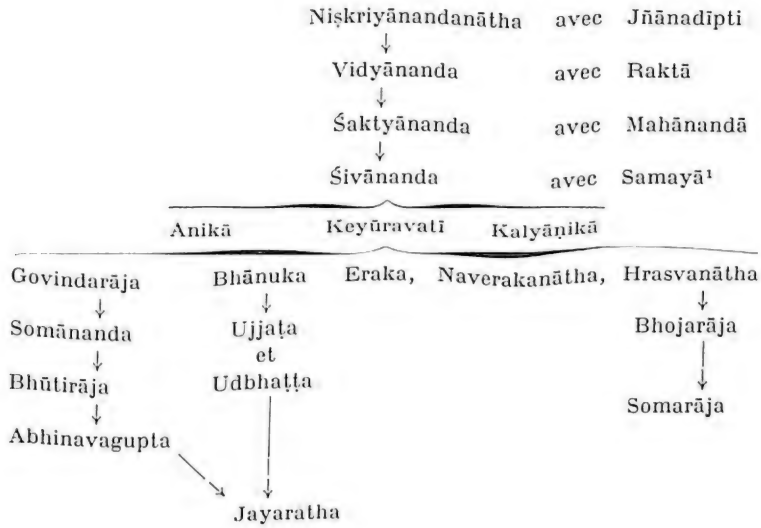 Niṣkriyānandanātha avec Jñānadīpti
↓
Vidyānanda avec Raktā
↓
Śaktyānanda avec Mahānandā
↓
Śivānanda avec Samayā¹
Anikā Keyūravatī Kalyāṇikā
Govindarāja Bhānuka Eraka, Naverakanātha, Hrasvanātha
↓ ↓ ↓
Somānanda Ujjaṭa Bhojarāja
↓ et
Bhūtirāja Udbhaṭṭa ↓
↓ Somarāja
Abhinavagupta
↘ ↓
Jayaratha